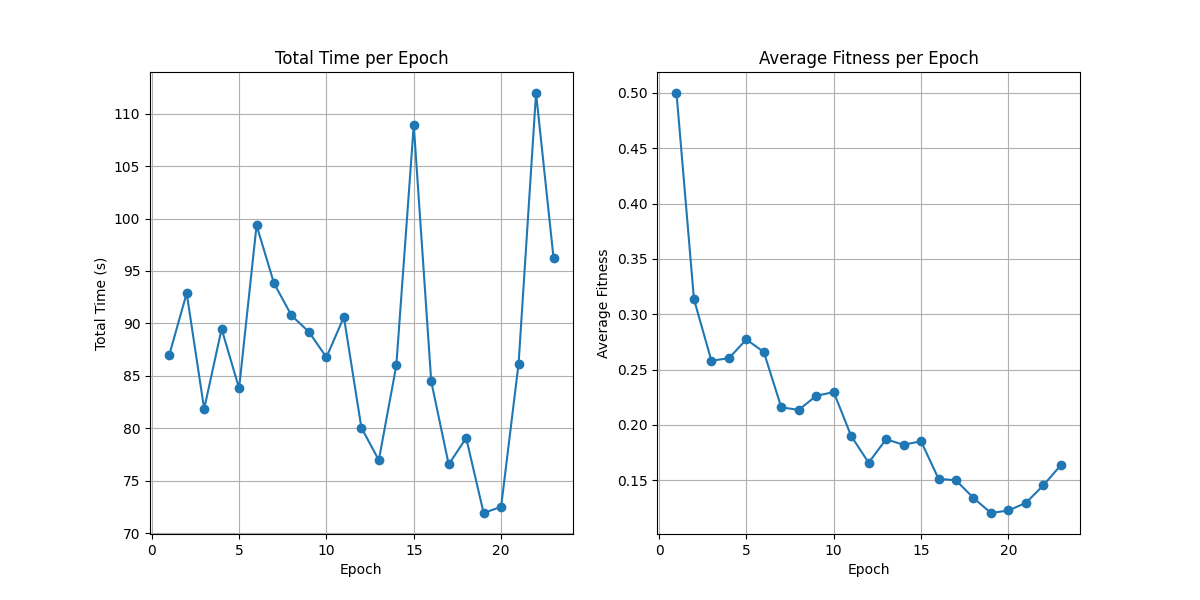 Total Time per Epoch
110
105
100
95
90
85
80
75
70
Total Time (s)
0 5 10 15 20
Epoch
Average Fitness per Epoch
0.50
0.45
0.40
0.35
0.30
0.25
0.20
0.15
Average Fitness
0 5 10 15 20
Epoch